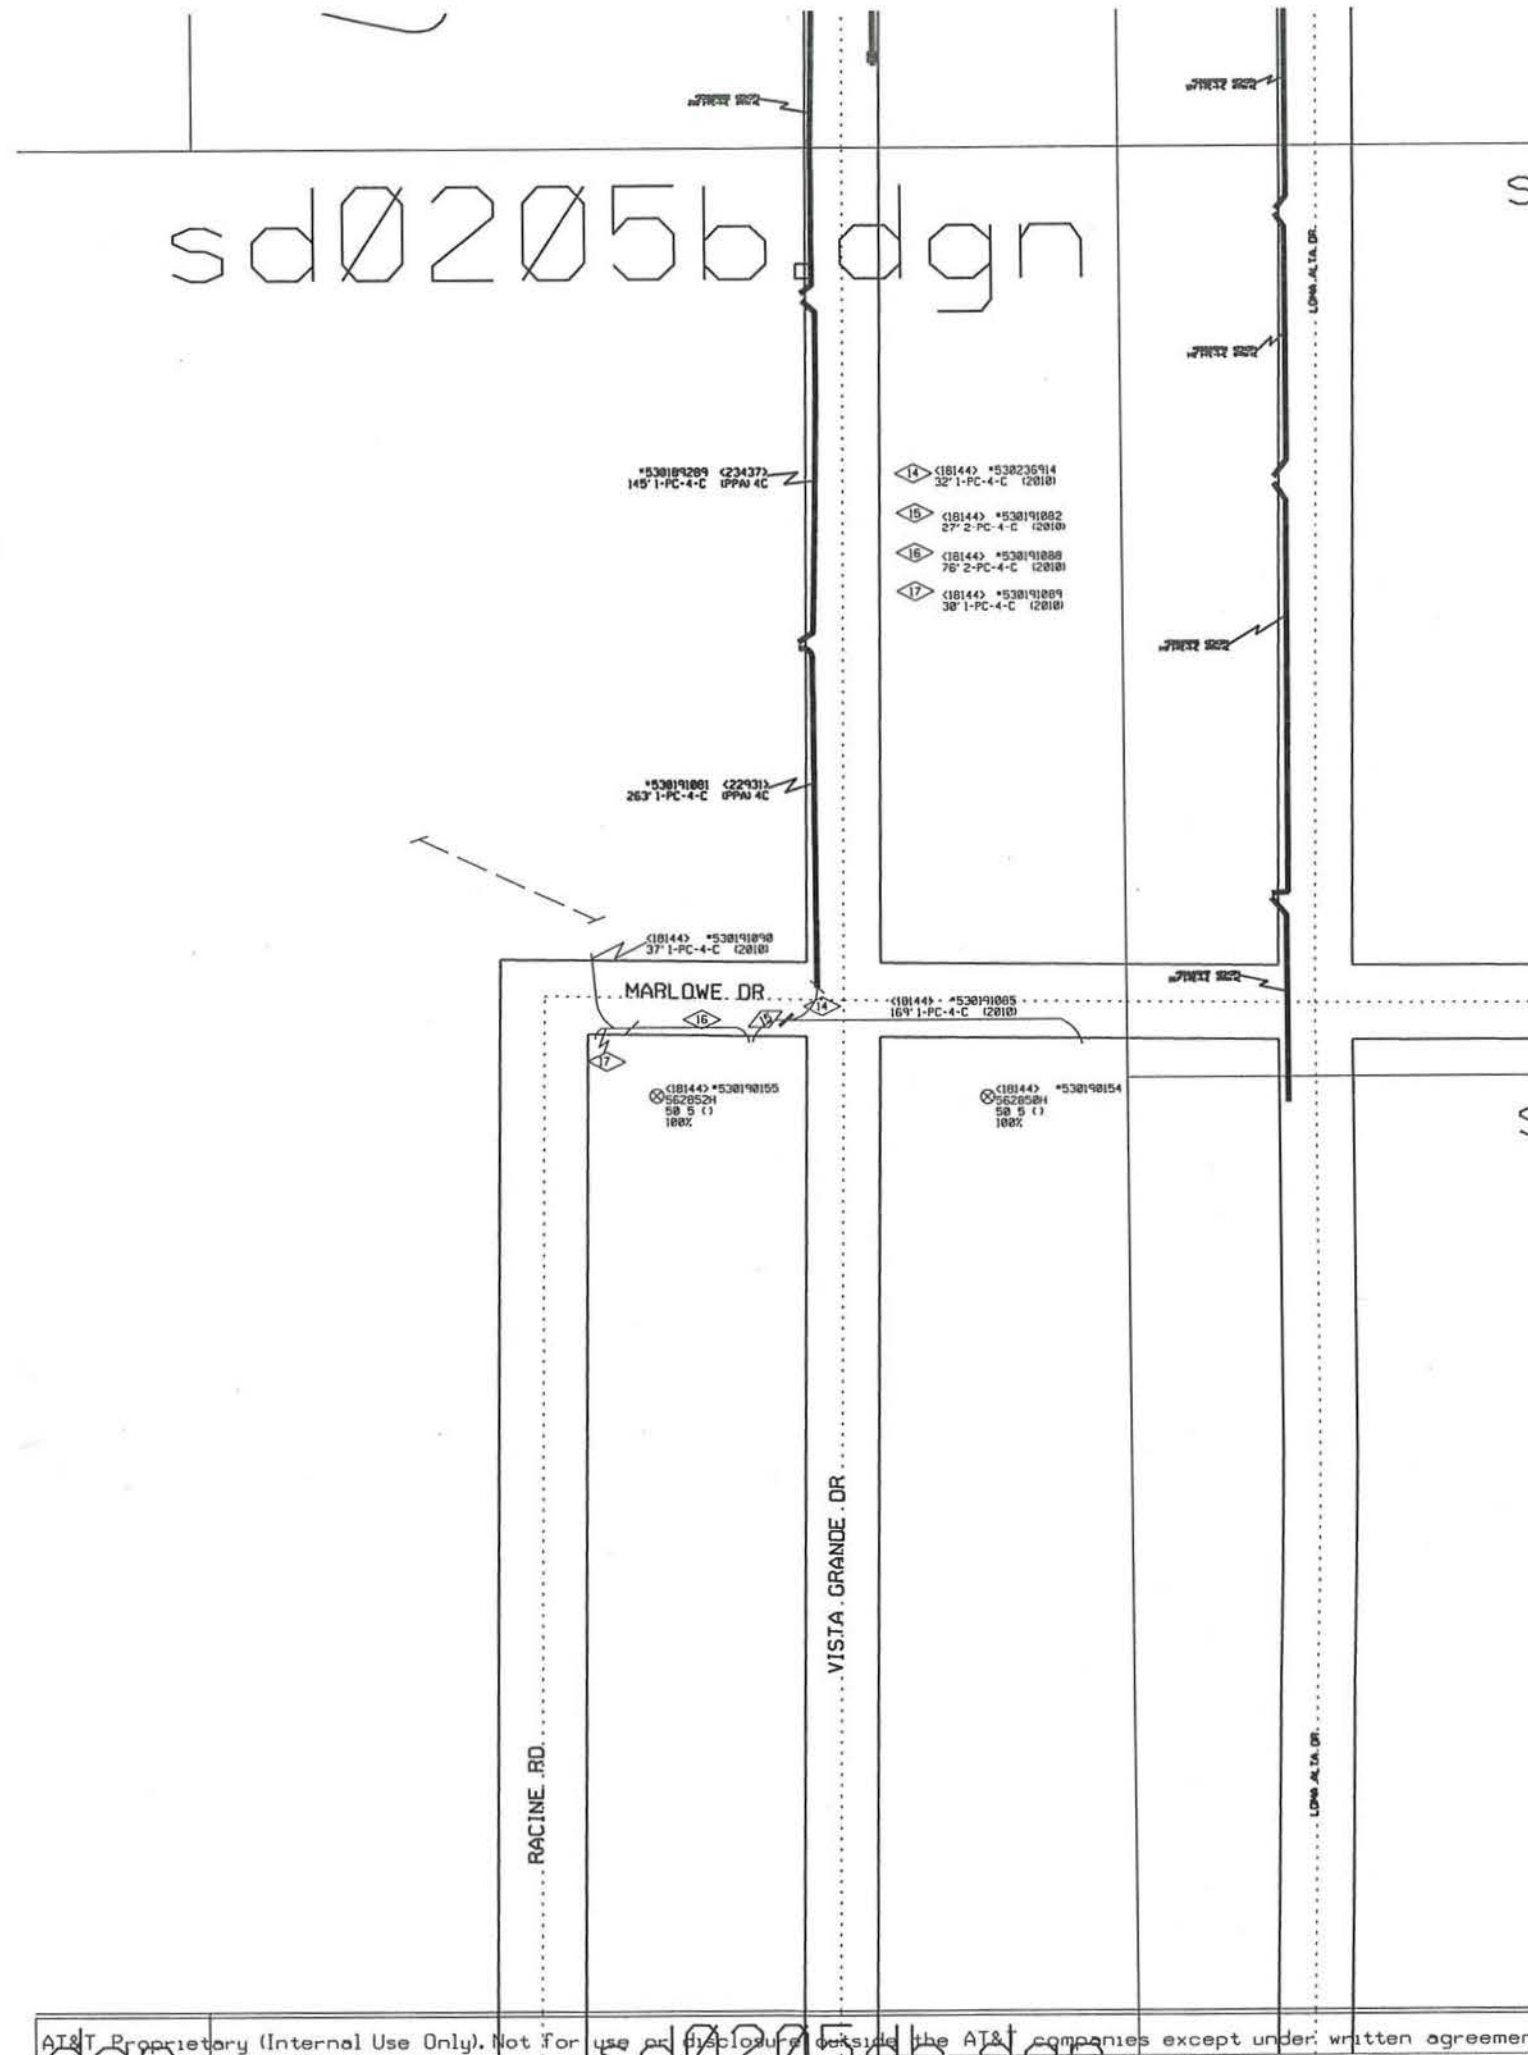 sd0205b.dgn
LOMA ALTA DR.
*530189289 <23437>
145' 1-PC-4-C (PPA) 4C
14 <18144> *530236914
32' 1-PC-4-C (2010)
15 <18144> *530191082
27' 2-PC-4-C (2010)
16 <18144> *530191088
76' 2-PC-4-C (2010)
17 <18144> *530191089
30' 1-PC-4-C (2010)
*530191081 <22931>
263' 1-PC-4-C (PPA) 4C
<18144> *530191090
37' 1-PC-4-C (2010)
MARLOWE DR
14
<18144> *530191085
169' 1-PC-4-C (2010)
16
15
17
<18144> *530190155
562852H
50 5 ()
100%
<18144> *530190154
562850H
50 5 ()
100%
VISTA GRANDE DR
RACINE RD
LOMA ALTA DR.
AT&T Proprietary (Internal Use Only). Not for use or disclosure outside the AT&T companies except under written agreemen